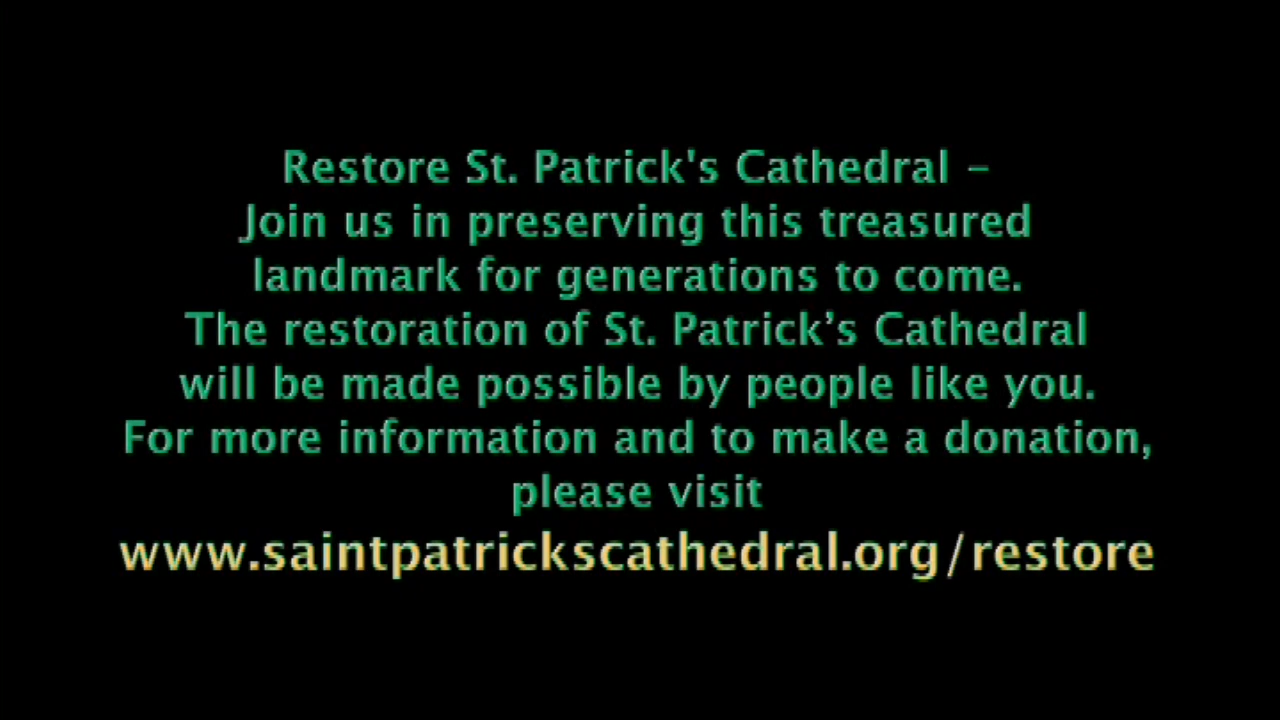 Restore St. Patrick's Cathedral –
Join us in preserving this treasured
landmark for generations to come.
The restoration of St. Patrick’s Cathedral
will be made possible by people like you.
For more information and to make a donation,
please visit
www.saintpatrickscathedral.org/restore